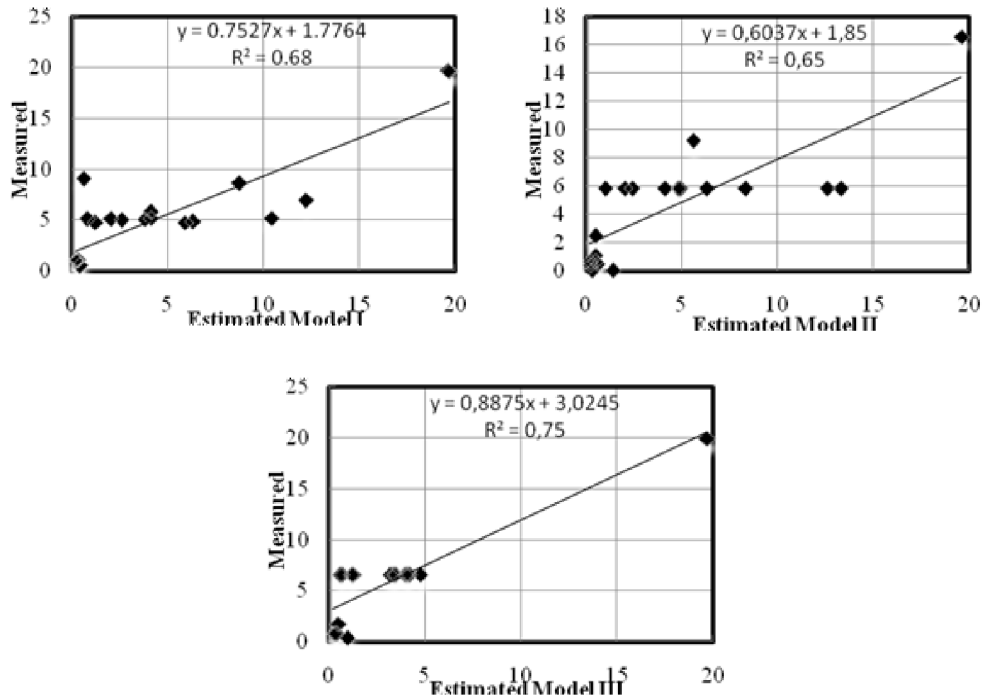 25
20
15
10
5
0
Measured
y = 0.7527x + 1.7764
R² = 0.68
0 5 10 15 20
Estimated Model I
18
16
14
12
10
8
6
4
2
0
Measured
y = 0,6037x + 1,85
R² = 0,65
0 5 10 15 20
Estimated Model II
25
20
15
10
5
0
Measured
y = 0,8875x + 3,0245
R² = 0,75
0 5 10 15 20
Estimated Model III